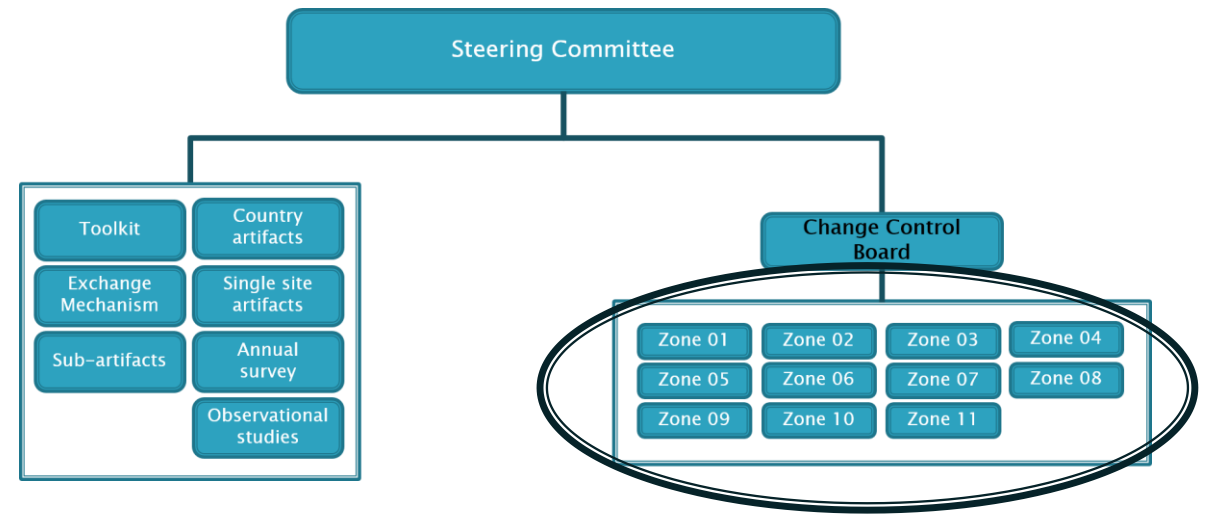 Steering Committee
Toolkit
Country
artifacts
Exchange
Mechanism
Single site
artifacts
Sub-artifacts
Annual
survey
Observational
studies
Change Control
Board
Zone 01
Zone 02
Zone 03
Zone 04
Zone 05
Zone 06
Zone 07
Zone 08
Zone 09
Zone 10
Zone 11